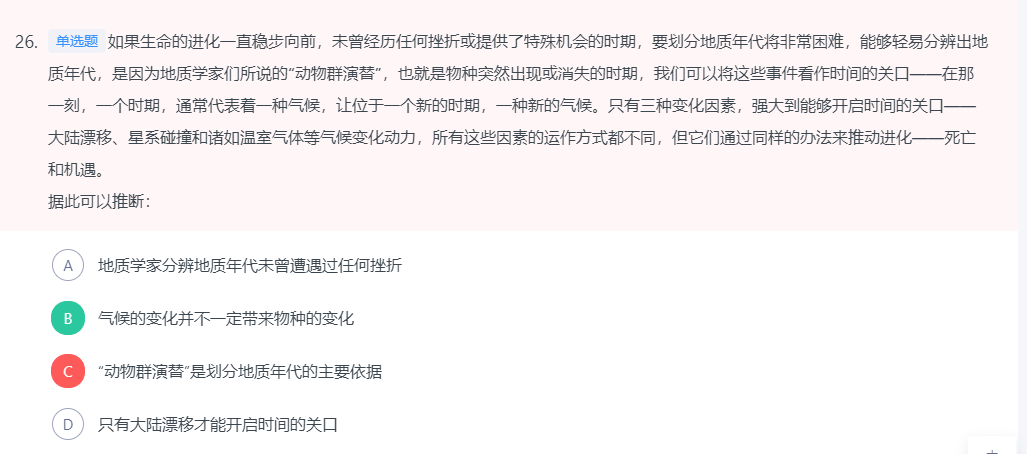 26. 单选题 如果生命的进化一直稳步向前，未曾经历任何挫折或提供了特殊机会的时期，要划分地质年代将非常困难，能够轻易分辨出地
质年代，是因为地质学家们所说的“动物群演替”，也就是物种突然出现或消失的时期，我们可以将这些事件看作时间的关口——在那
一刻，一个时期，通常代表着一种气候，让位于一个新的时期，一种新的气候。只有三种变化因素，强大到能够开启时间的关口——
大陆漂移、星系碰撞和诸如温室气体等气候变化动力，所有这些因素的运作方式都不同，但它们通过同样的办法来推动进化——死亡
和机遇。
据此可以推断：
A 地质学家分辨地质年代未曾遭遇过任何挫折
B 气候的变化并不一定带来物种的变化
C “动物群演替”是划分地质年代的主要依据
D 只有大陆漂移才能开启时间的关口